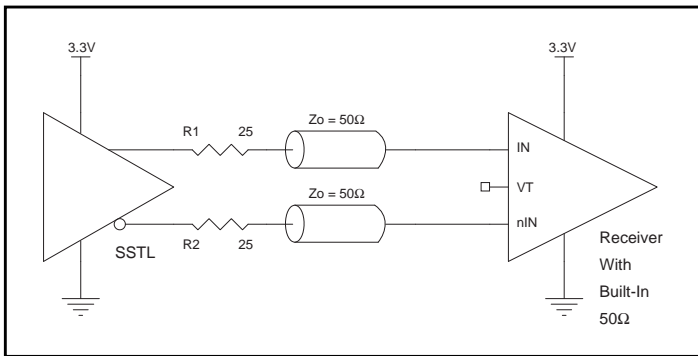 3.3V
3.3V
R1 25
Zo = 50Ω
IN
Zo = 50Ω
VT
nIN
R2 25
SSTL
Receiver
With
Built-In
50Ω